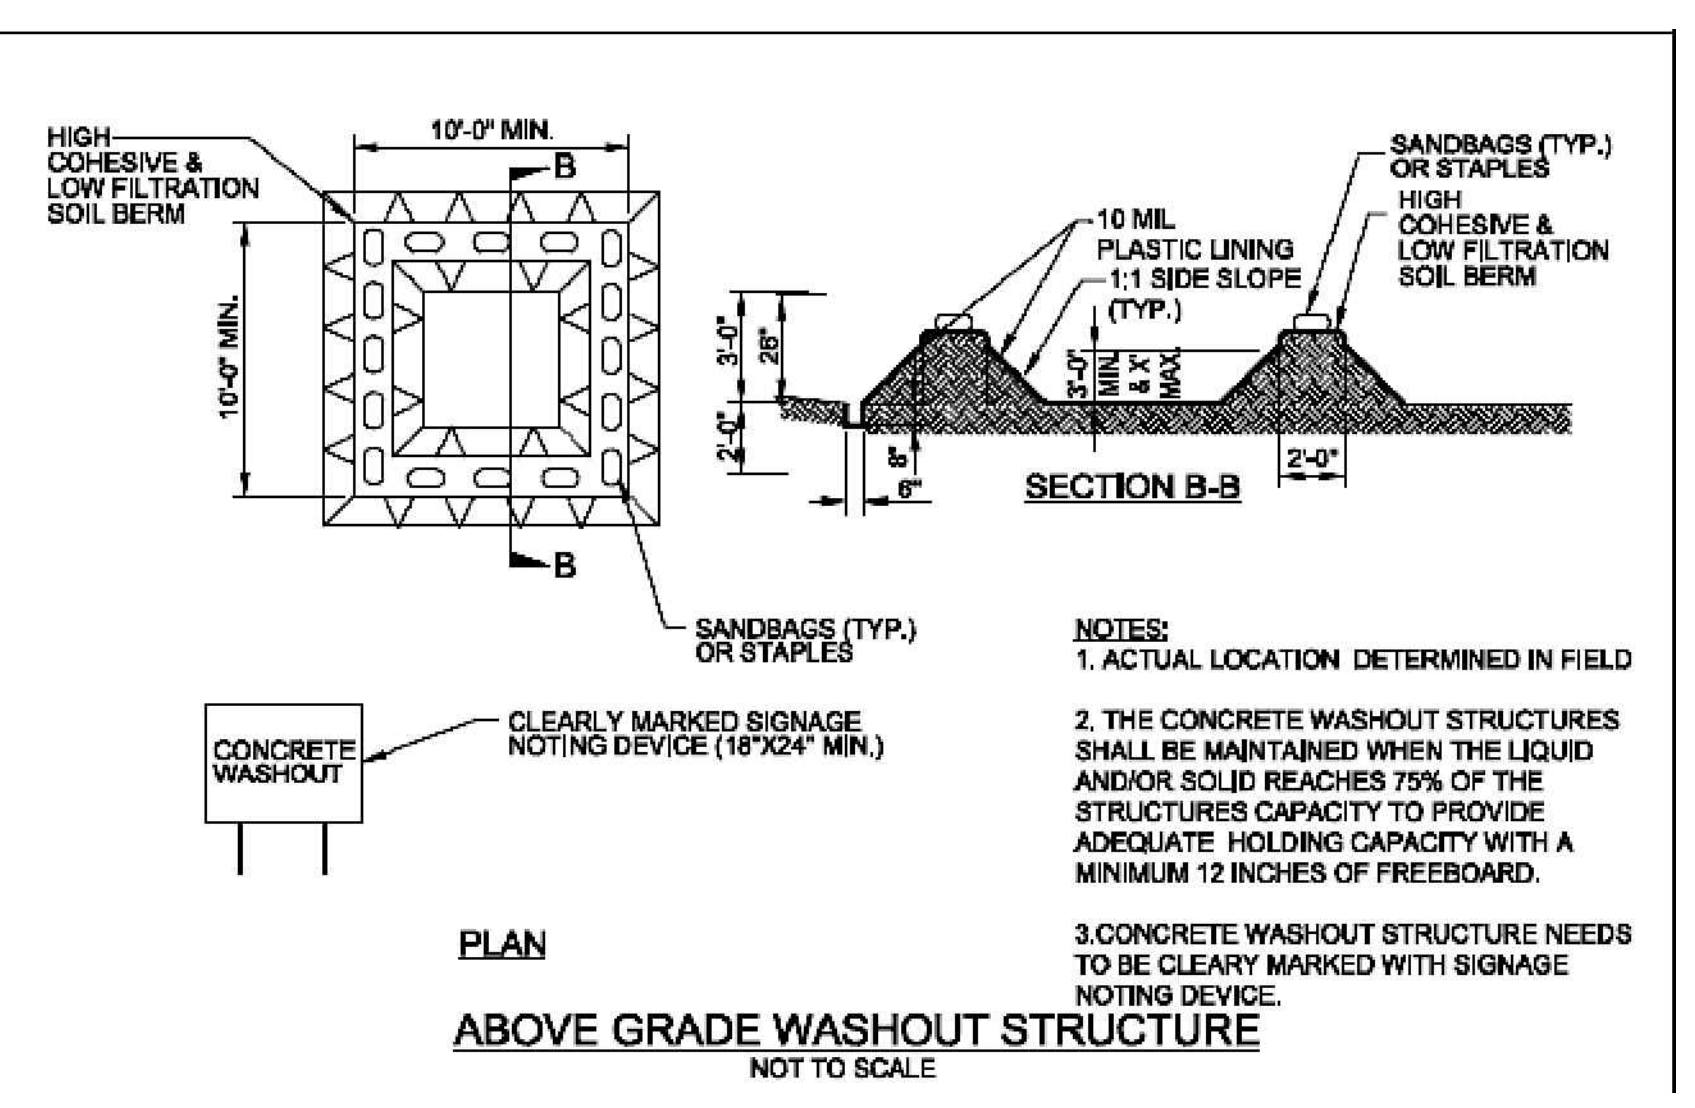 HIGH
COHESIVE &
LOW FILTRATION
SOIL BERM
10'-0" MIN.
B
10'-0" MIN.
B
SANDBAGS (TYP.)
OR STAPLES
10 MIL
PLASTIC LINING
1:1 SIDE SLOPE
(TYP.)
SANDBAGS (TYP.)
OR STAPLES
HIGH
COHESIVE &
LOW FILTRATION
SOIL BERM
3'-0"
2'-0"
8"
6"
3'-0"
MIN.
& X'
MAX.
2'-0"
SECTION B-B
CONCRETE
WASHOUT
CLEARLY MARKED SIGNAGE
NOTING DEVICE (18"X24" MIN.)
PLAN
NOTES:
1. ACTUAL LOCATION DETERMINED IN FIELD
2. THE CONCRETE WASHOUT STRUCTURES
SHALL BE MAINTAINED WHEN THE LIQUID
AND/OR SOLID REACHES 75% OF THE
STRUCTURES CAPACITY TO PROVIDE
ADEQUATE HOLDING CAPACITY WITH A
MINIMUM 12 INCHES OF FREEBOARD.
3.CONCRETE WASHOUT STRUCTURE NEEDS
TO BE CLEARY MARKED WITH SIGNAGE
NOTING DEVICE.
ABOVE GRADE WASHOUT STRUCTURE
NOT TO SCALE